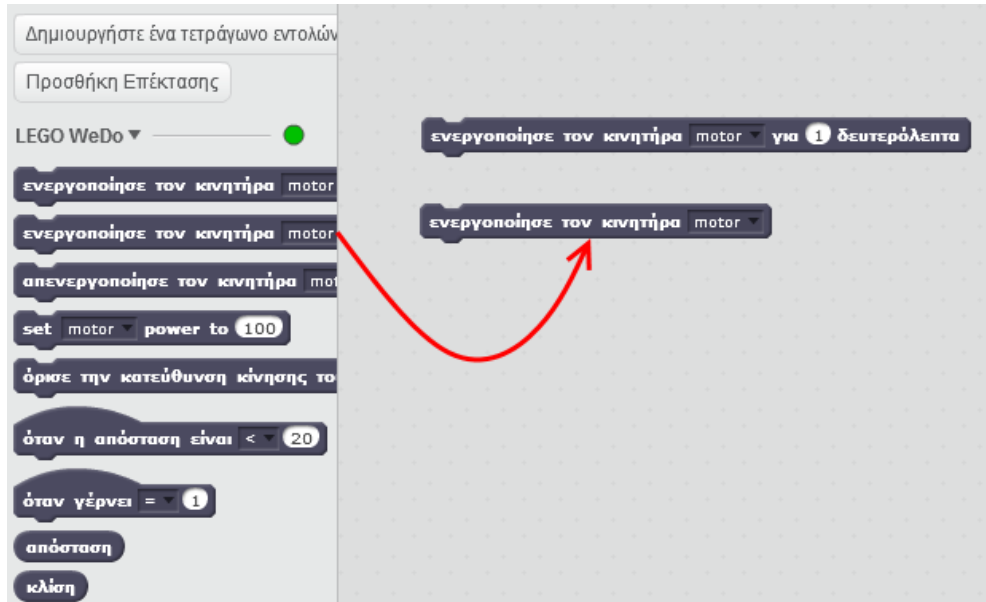 Δημιουργήστε ένα τετράγωνο εντολών
Προσθήκη Επέκτασης
LEGO WeDo
ενεργοποίησε τον κινητήρα motor
ενεργοποίησε τον κινητήρα motor
απενεργοποίησε τον κινητήρα mot
set motor power to 100
όρισε την κατεύθυνση κίνησης το
όταν η απόσταση είναι < 20
όταν γέρνει = 1
απόσταση
κλίση
ενεργοποίησε τον κινητήρα motor για 1 δευτερόλεπτα
ενεργοποίησε τον κινητήρα motor